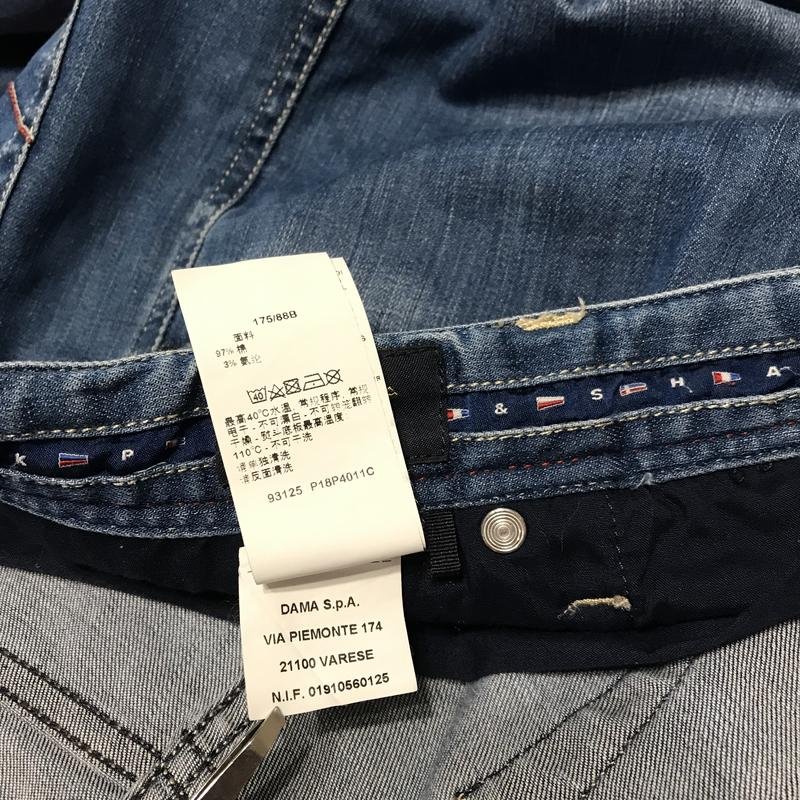 175/88B
面料
97% 棉
3% 氨纶
40
最高40℃水温，常规程序，常规
甩干-不可漂白-不可转笼翻转
干燥-熨斗底板最高温度
110℃-不可干洗
请单独清洗
请反面清洗
93125 P18P4011C
DAMA S.p.A.
VIA PIEMONTE 174
21100 VARESE
N.I.F. 01910560125
K P & S H A